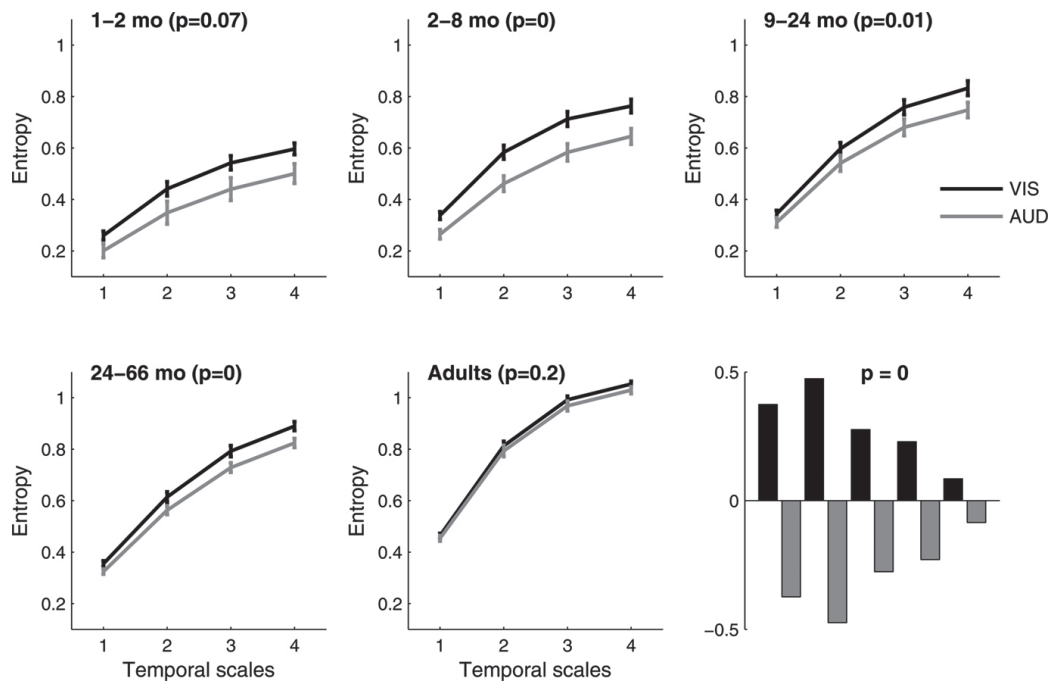 1–2 mo (p=0.07)
1
0.8
0.6
0.4
0.2
Entropy
1 2 3 4
2–8 mo (p=0)
1
0.8
0.6
0.4
0.2
Entropy
1 2 3 4
9–24 mo (p=0.01)
1
0.8
0.6
0.4
0.2
Entropy
1 2 3 4
VIS
AUD
24–66 mo (p=0)
1
0.8
0.6
0.4
0.2
Entropy
1 2 3 4
Temporal scales
Adults (p=0.2)
1
0.8
0.6
0.4
0.2
Entropy
1 2 3 4
Temporal scales
p = 0
0.5
0
−0.5